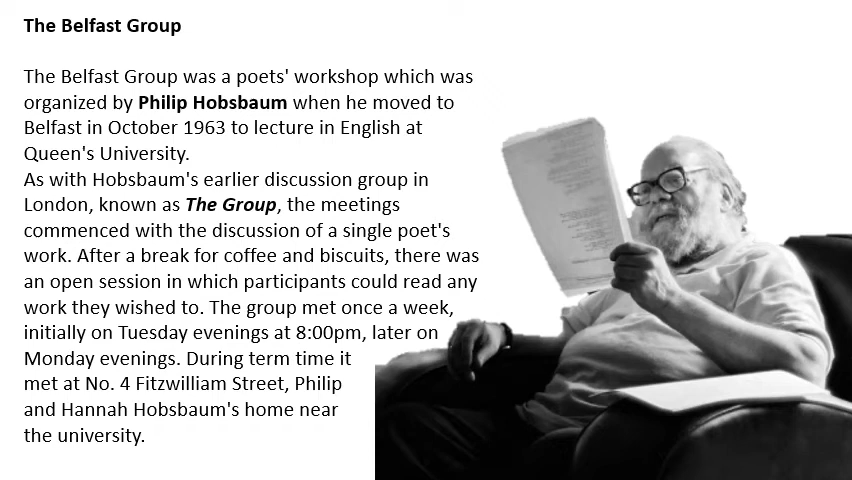 The Belfast Group
The Belfast Group was a poets' workshop which was
organized by Philip Hobsbaum when he moved to
Belfast in October 1963 to lecture in English at
Queen's University.
As with Hobsbaum's earlier discussion group in
London, known as The Group, the meetings
commenced with the discussion of a single poet's
work. After a break for coffee and biscuits, there was
an open session in which participants could read any
work they wished to. The group met once a week,
initially on Tuesday evenings at 8:00pm, later on
Monday evenings. During term time it
met at No. 4 Fitzwilliam Street, Philip
and Hannah Hobsbaum's home near
the university.